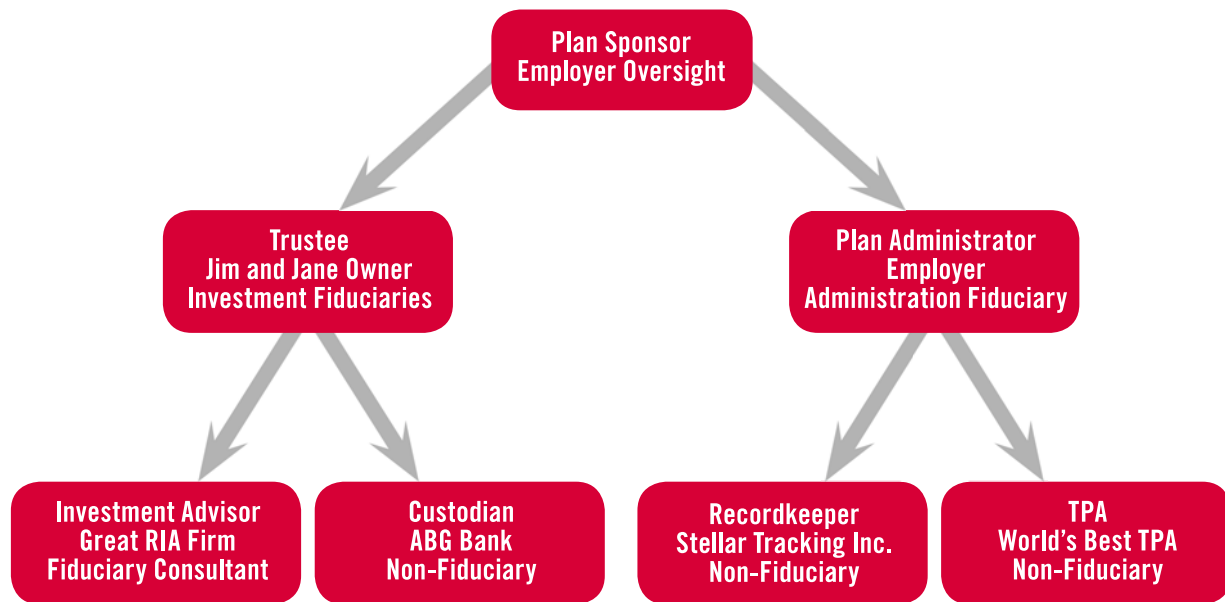 Plan Sponsor
Employer Oversight
Trustee
Jim and Jane Owner
Investment Fiduciaries
Plan Administrator
Employer
Administration Fiduciary
Investment Advisor
Great RIA Firm
Fiduciary Consultant
Custodian
ABG Bank
Non-Fiduciary
Recordkeeper
Stellar Tracking Inc.
Non-Fiduciary
TPA
World's Best TPA
Non-Fiduciary